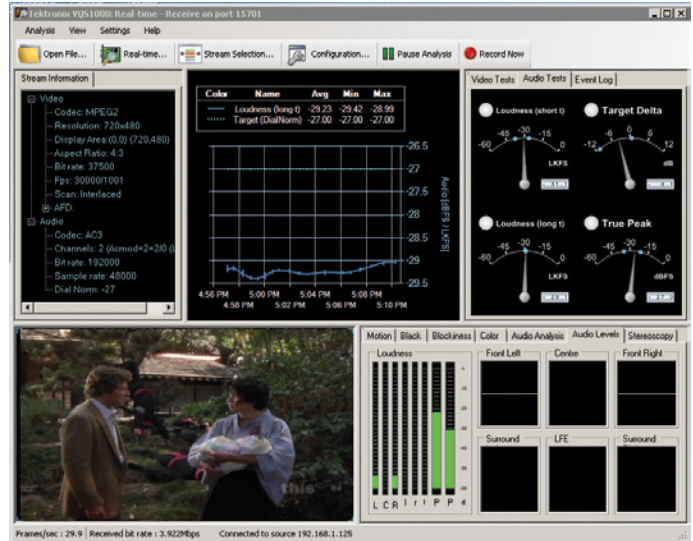 Tektronix VQS1000: Real-time - Receive on port 15701
Analysis View Settings Help
Open File... Real-time... Stream Selection... Configuration... Pause Analysis Record Now
Stream Information
Video
Codec: MPEG2
Resolution: 720x480
Display Area:(0,0) (720,480)
Aspect Ratio: 4:3
Bit rate: 37500
Fps: 30000/1001
Scan: Interlaced
AFD:
Audio
Codec: AC3
Channels: 2 (Acmod=2=2/0 (L
Bit rate: 192000
Sample rate: 48000
Dial Norm: -27
Color Name Avg Min Max
Loudness (long t) -29.23 -29.42 -28.99
Target (DialNorm) -27.00 -27.00 -27.00
-26.5
-27
-27.5
-28
-28.5
-29
-29.5
Audio [dBFS / LKFS]
4:56 PM 5:00 PM 5:04 PM 5:08 PM
4:58 PM 5:02 PM 5:06 PM 5:10 PM
Video Tests Audio Tests Event Log
Loudness (short t)
-60 -45 -30 -15 0
LKFS
Target Delta
-12 -6 0 6 12
dB
Loudness (long t)
-60 -45 -30 -15 0
LKFS
True Peak
-60 -45 -30 -15 0
dBFS
this
Motion Black Blockiness Color Audio Analysis Audio Levels Stereoscopy
Loudness
L C R l r l P P d
Front Left Centre Front Right
Surround LFE Surround
Frames/sec : 29.9 Received bit rate : 3.922Mbps Connected to source 192.168.1.125